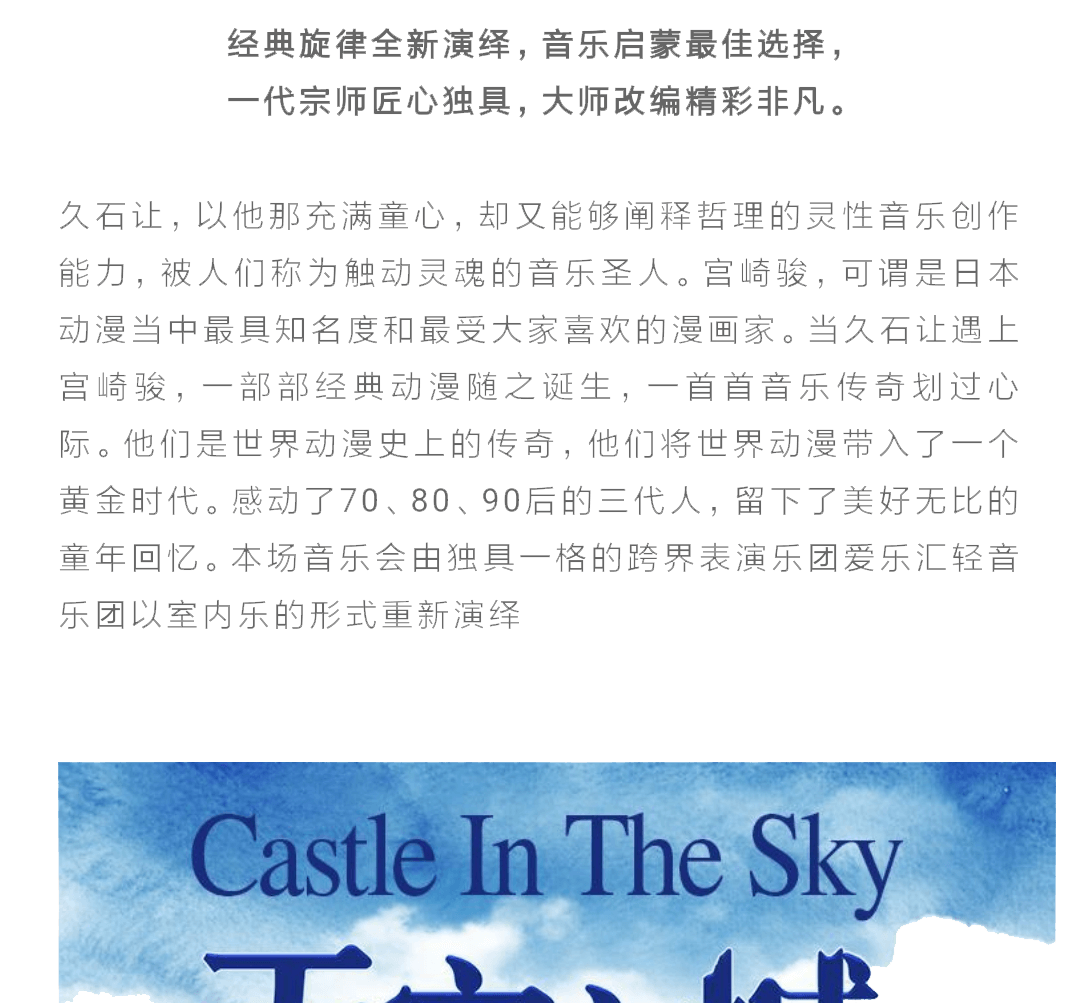 经典旋律全新演绎，音乐启蒙最佳选择，
一代宗师匠心独具，大师改编精彩非凡。
久石让，以他那充满童心，却又能够阐释哲理的灵性音乐创作
能力，被人们称为触动灵魂的音乐圣人。宫崎骏，可谓是日本
动漫当中最具知名度和最受大家喜欢的漫画家。当久石让遇上
宫崎骏，一部部经典动漫随之诞生，一首首音乐传奇划过心
际。他们是世界动漫史上的传奇，他们将世界动漫带入了一个
黄金时代。感动了70、80、90后的三代人，留下了美好无比的
童年回忆。本场音乐会由独具一格的跨界表演乐团爱乐汇轻音
乐团以室内乐的形式重新演绎
Castle In The Sky